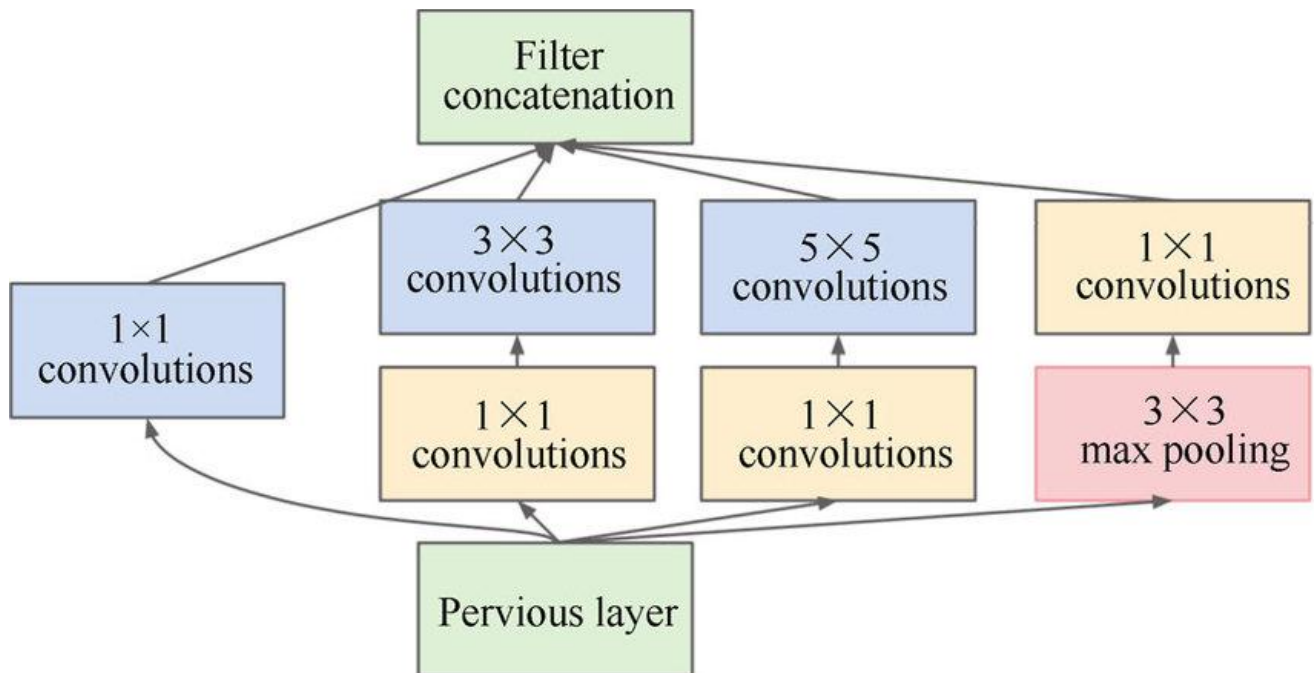 Filter
concatenation
3×3
convolutions
5×5
convolutions
1×1
convolutions
1×1
convolutions
1×1
convolutions
1×1
convolutions
3×3
max pooling
Pervious layer